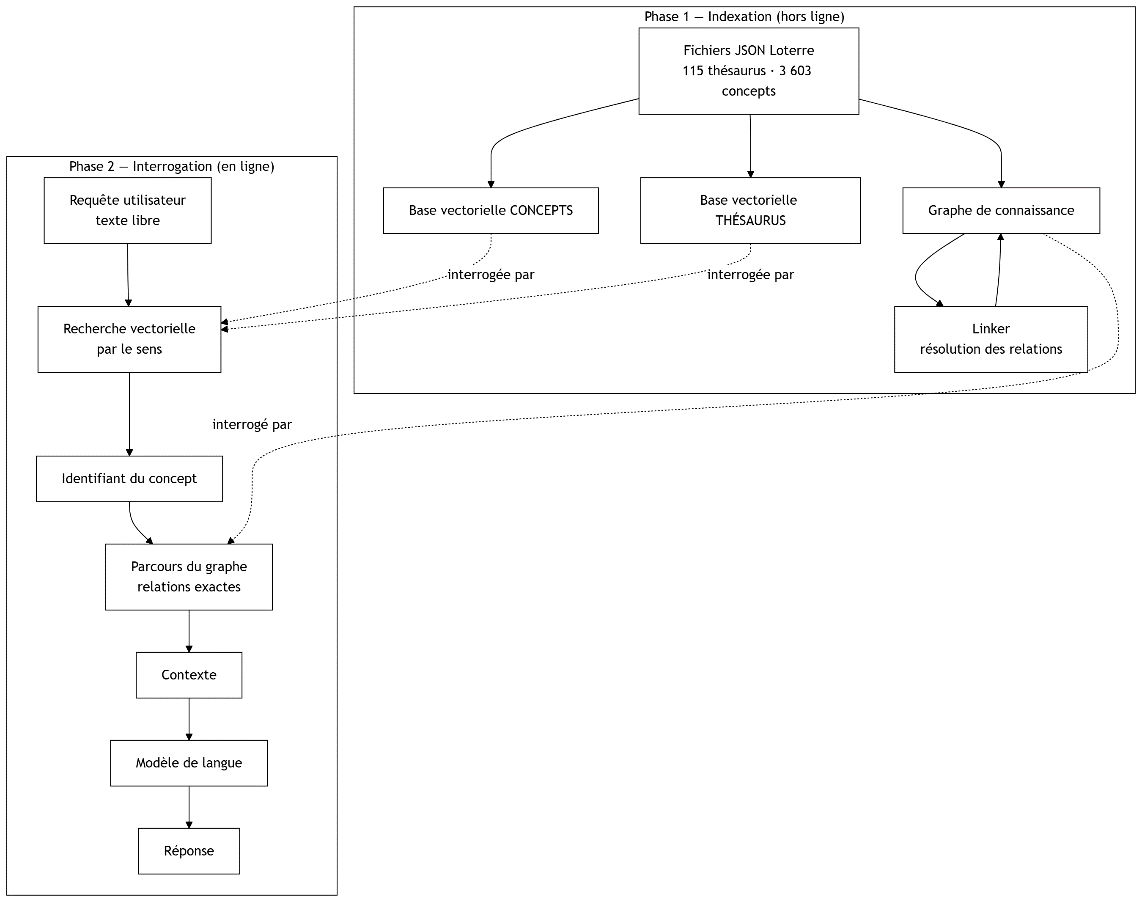 Phase 1 — Indexation (hors ligne)
Fichiers JSON Loterre
115 thésaurus · 3 603
concepts
Base vectorielle CONCEPTS
Base vectorielle
THÉSAURUS
Graphe de connaissance
interrogée par
interrogée par
Linker
résolution des relations
Phase 2 — Interrogation (en ligne)
Requête utilisateur
texte libre
Recherche vectorielle
par le sens
interrogé par
Identifiant du concept
Parcours du graphe
relations exactes
Contexte
Modèle de langue
Réponse